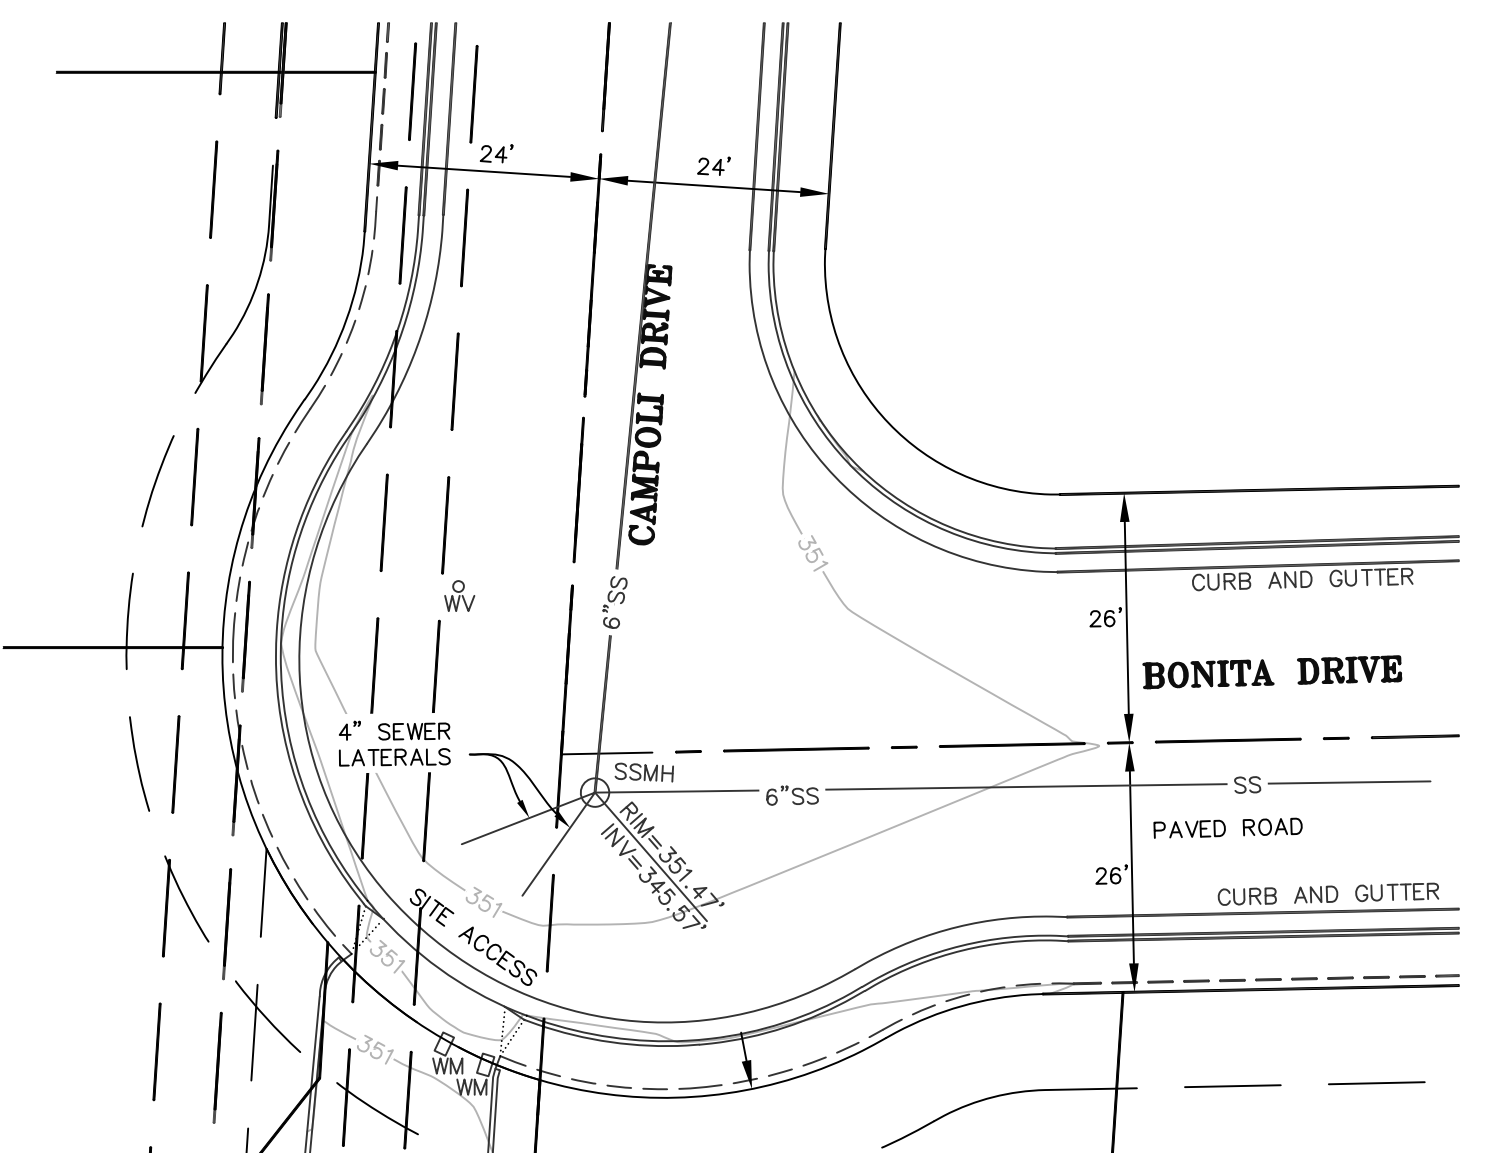 24'
24'
CAMPOLI DRIVE
351
CURB AND GUTTER
WV
6"SS
26'
BONITA DRIVE
4" SEWER
LATERALS
SSMH
6"SS
SS
RIM=351.47'
INV=345.57'
PAVED ROAD
26'
CURB AND GUTTER
351
SITE ACCESS
351
351
WM
WM